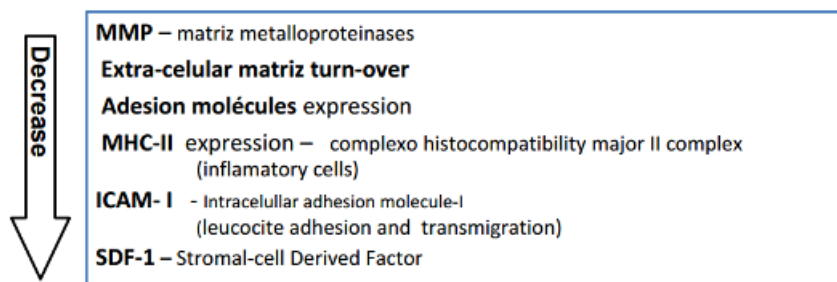 Decrease
MMP – matriz metalloproteinases
Extra-celular matriz turn-over
Adesion molécules expression
MHC-II expression – complexo histocompatibility major II complex
(inflamatory cells)
ICAM- I - Intracelullar adhesion molecule-I
(leucocite adhesion and transmigration)
SDF-1 – Stromal-cell Derived Factor